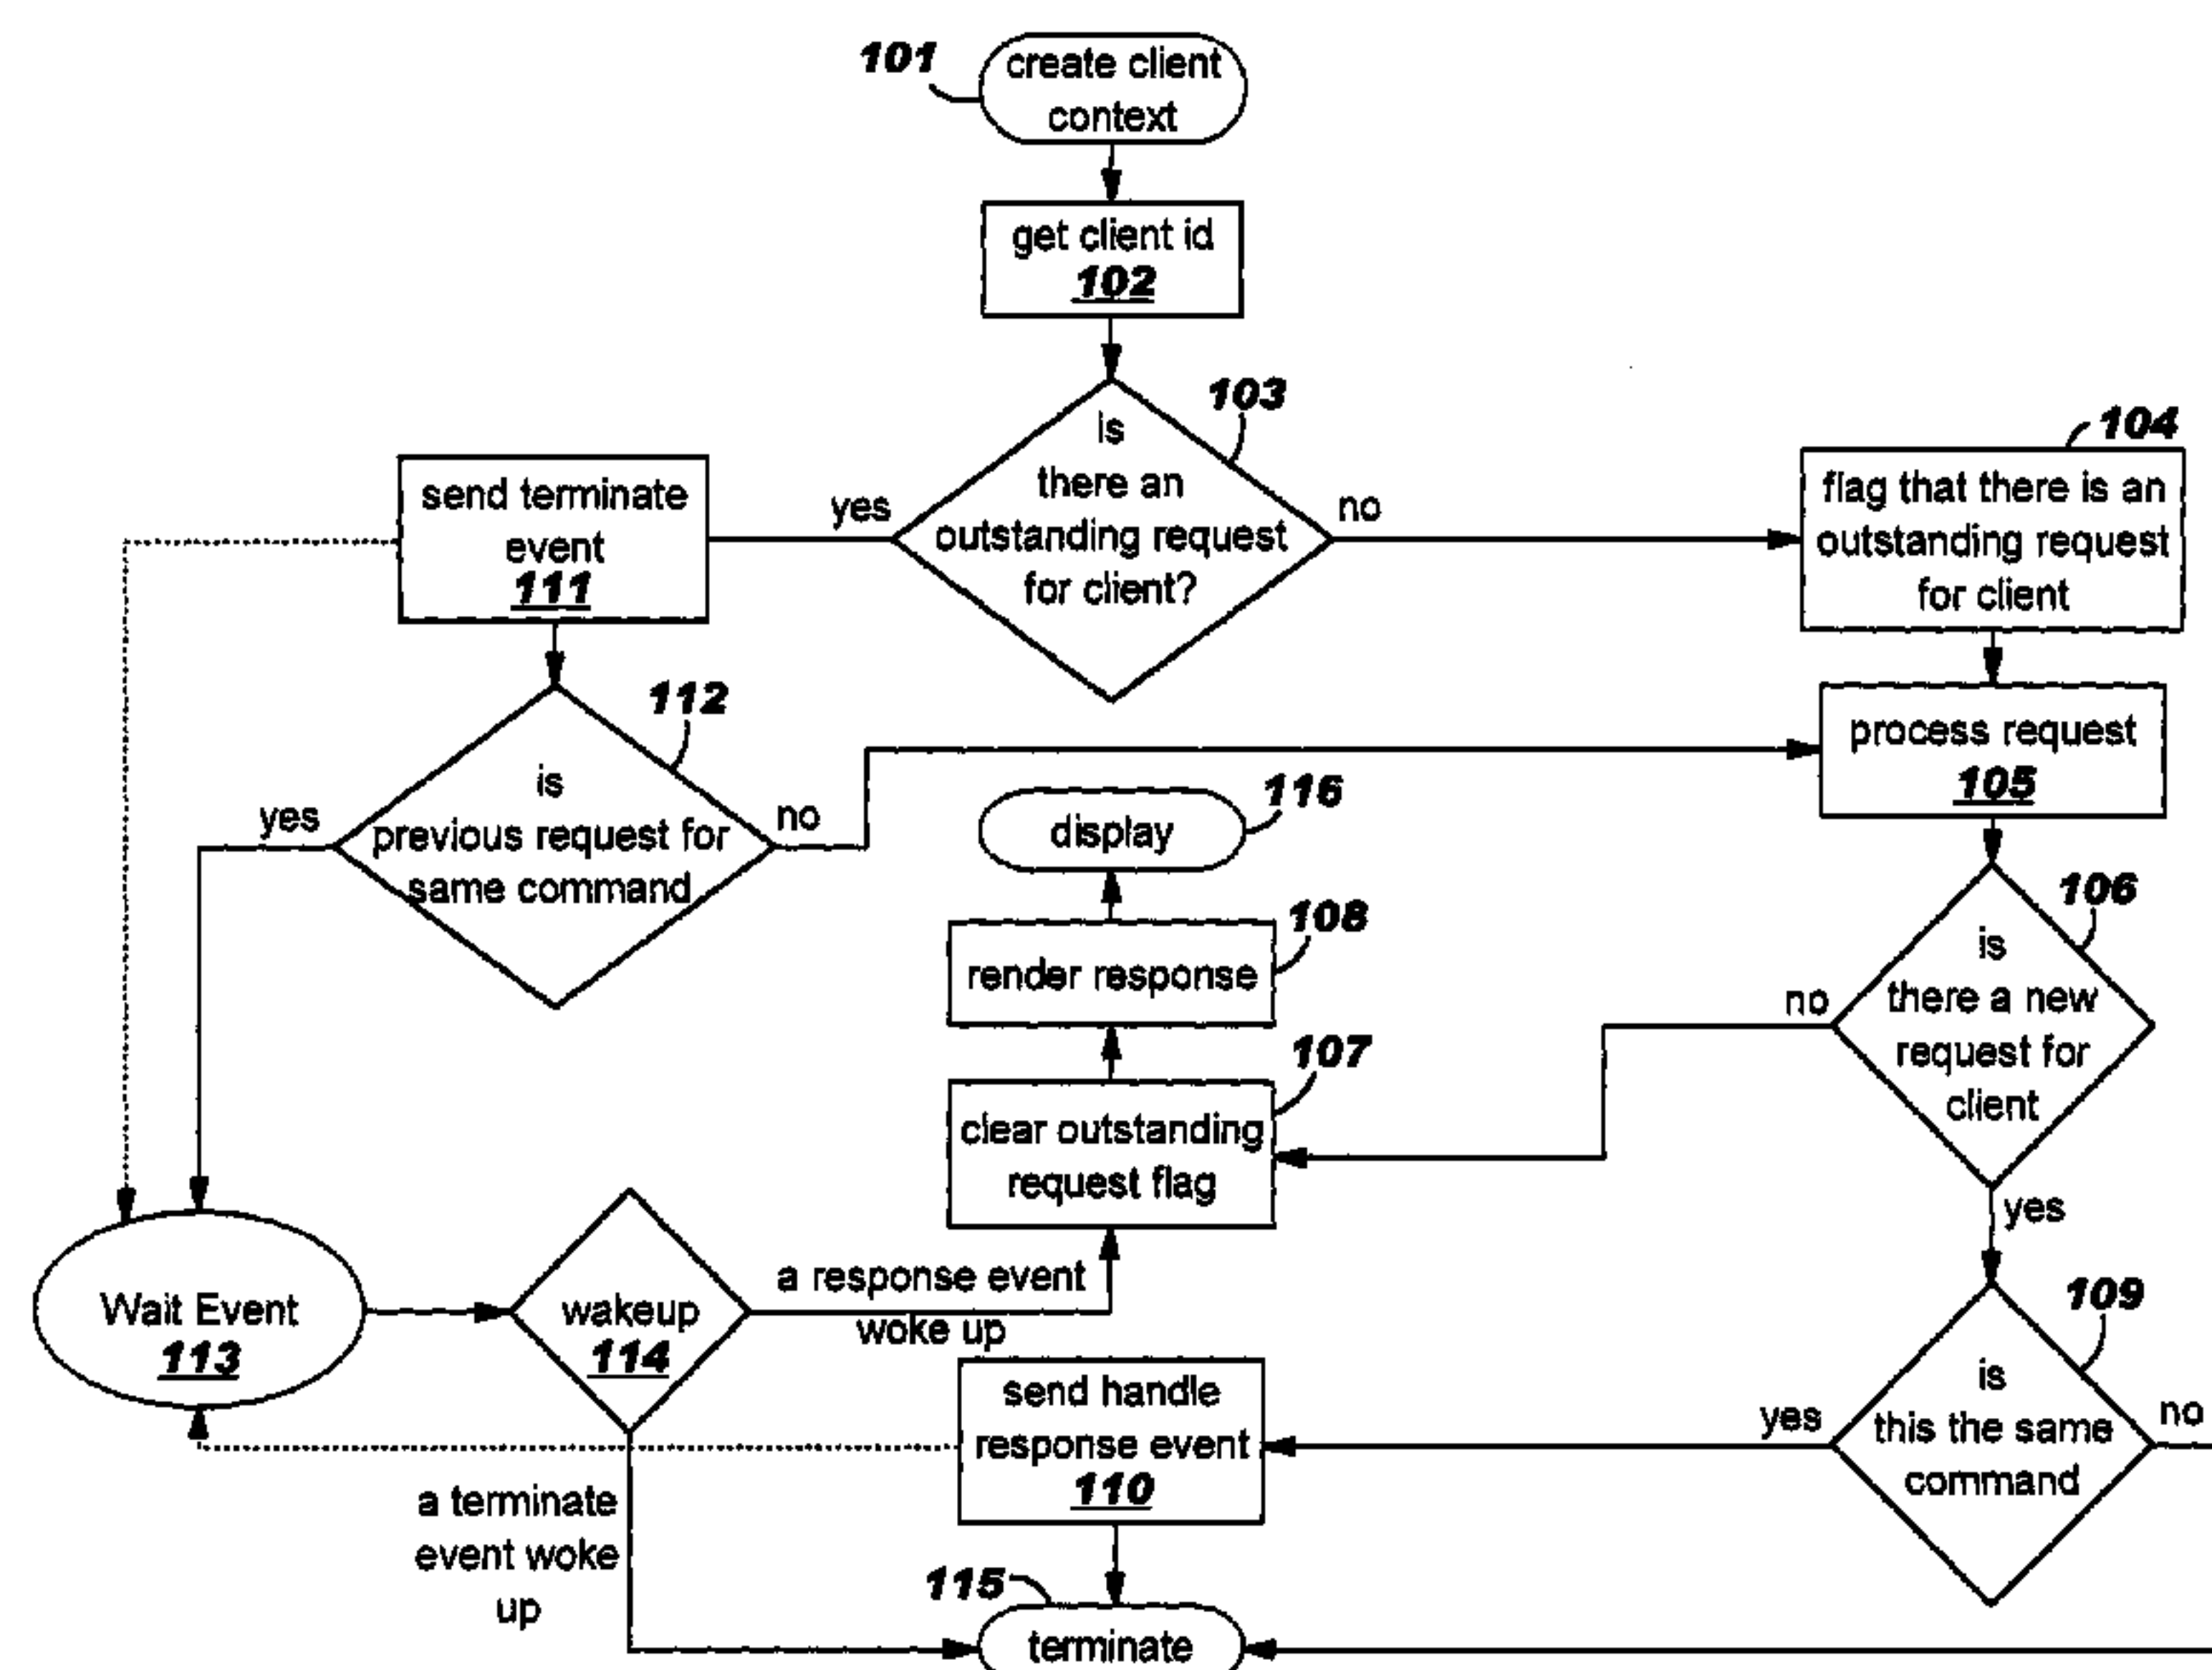 101
create client
context
get client id
102
103
is
there an
outstanding request
for client?
yes
no
104
flag that there is an
outstanding request
for client
send terminate
event
111
112
is
previous request for
same command
yes
no
process request
105
display
116
106
is
there a new
request for
client
no
yes
render response
108
clear outstanding
request flag
107
Wait Event
113
wakeup
114
a response event
woke up
send handle
response event
110
109
is
this the same
command
yes
no
a terminate
event woke
up
115
terminate